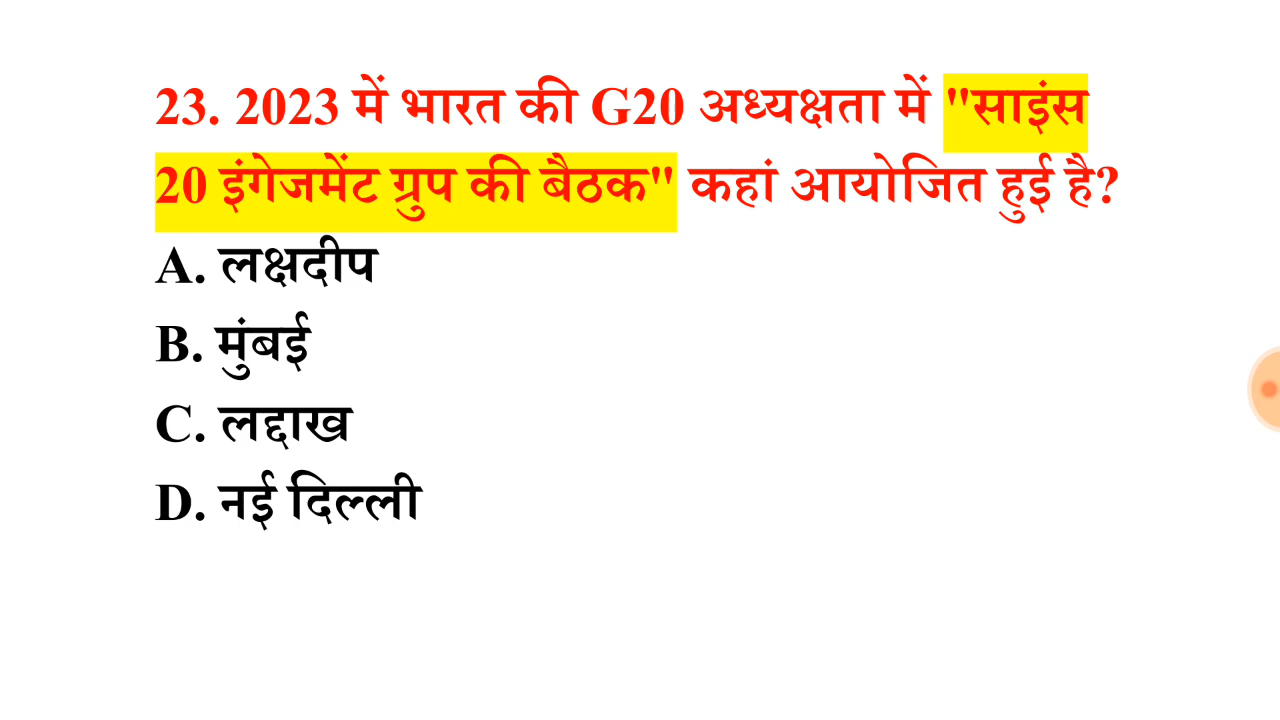 23. 2023 में भारत की G20 अध्यक्षता में "साइंस
20 इंगेजमेंट ग्रुप की बैठक" कहां आयोजित हुई है?
A. लक्षदीप
B. मुंबई
C. लद्दाख
D. नई दिल्ली